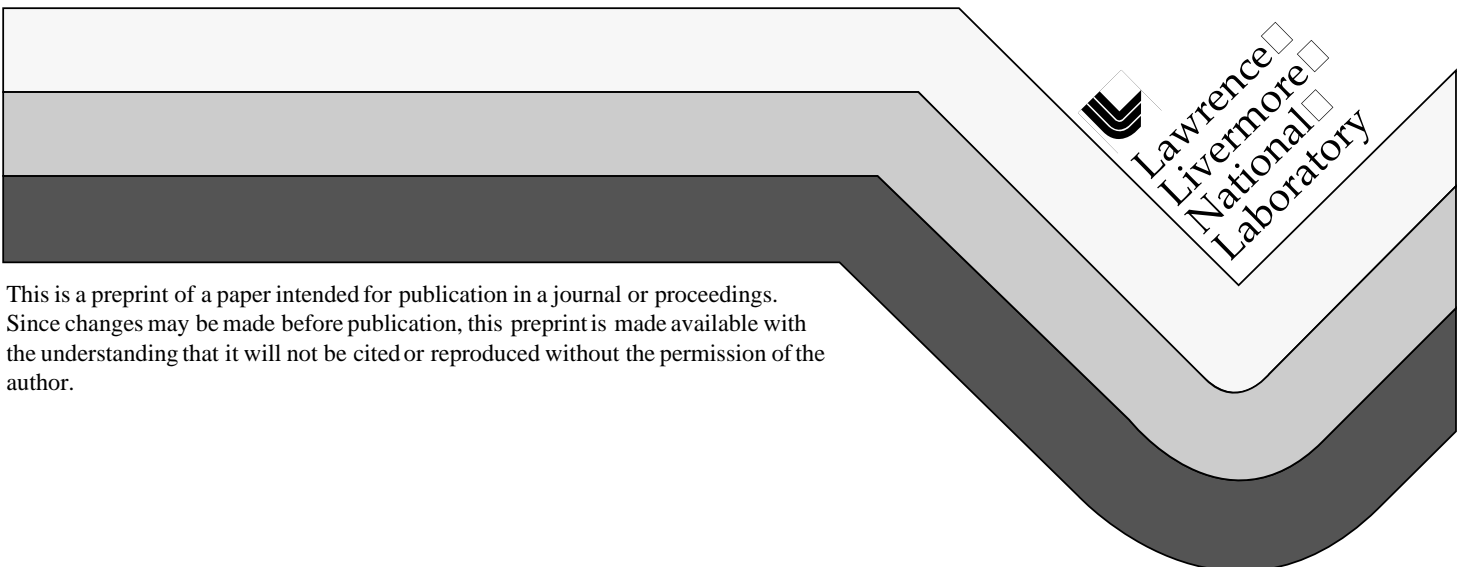 Lawrence
Livermore
National
Laboratory
This is a preprint of a paper intended for publication in a journal or proceedings.
Since changes may be made before publication, this preprint is made available with
the understanding that it will not be cited or reproduced without the permission of the
author.